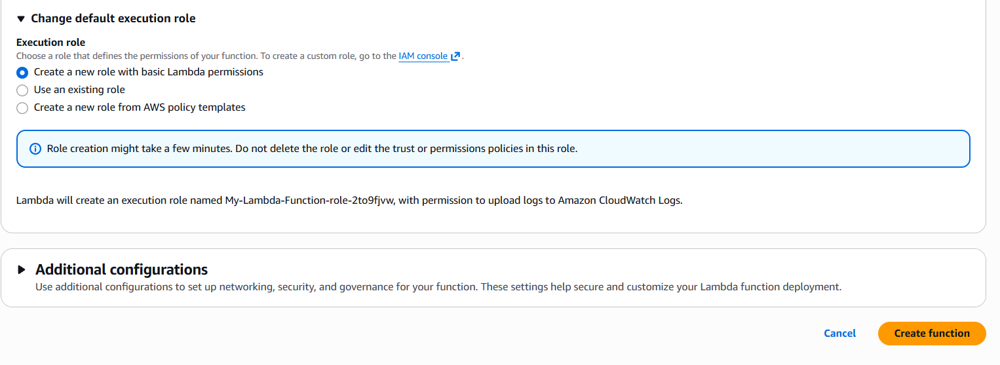 Change default execution role
Execution role
Choose a role that defines the permissions of your function. To create a custom role, go to the IAM console .
Create a new role with basic Lambda permissions
Use an existing role
Create a new role from AWS policy templates
Role creation might take a few minutes. Do not delete the role or edit the trust or permissions policies in this role.
Lambda will create an execution role named My-Lambda-Function-role-2to9fjvw, with permission to upload logs to Amazon CloudWatch Logs.
Additional configurations
Use additional configurations to set up networking, security, and governance for your function. These settings help secure and customize your Lambda function deployment.
Cancel Create function